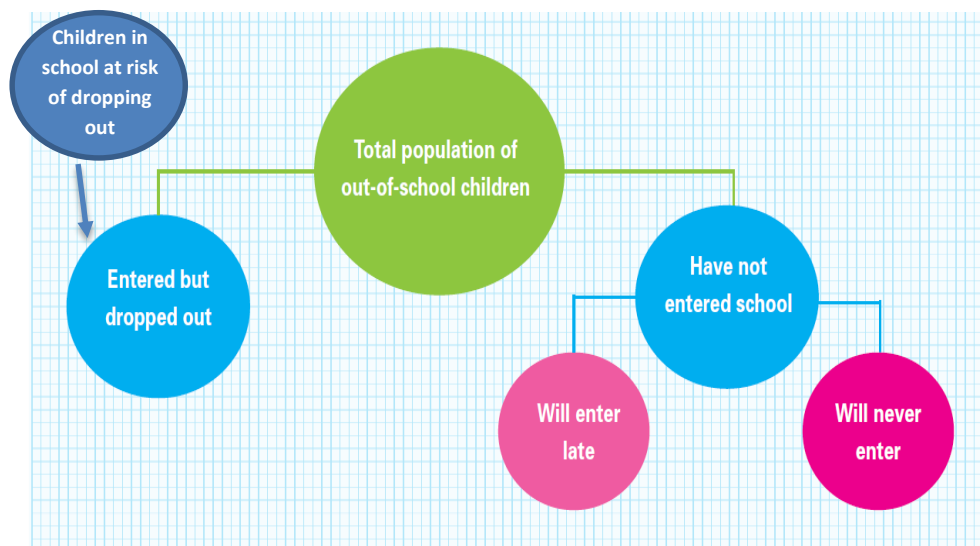 Children in
school at risk
of dropping
out
Total population of
out-of-school children
Entered but
dropped out
Have not
entered school
Will enter
late
Will never
enter